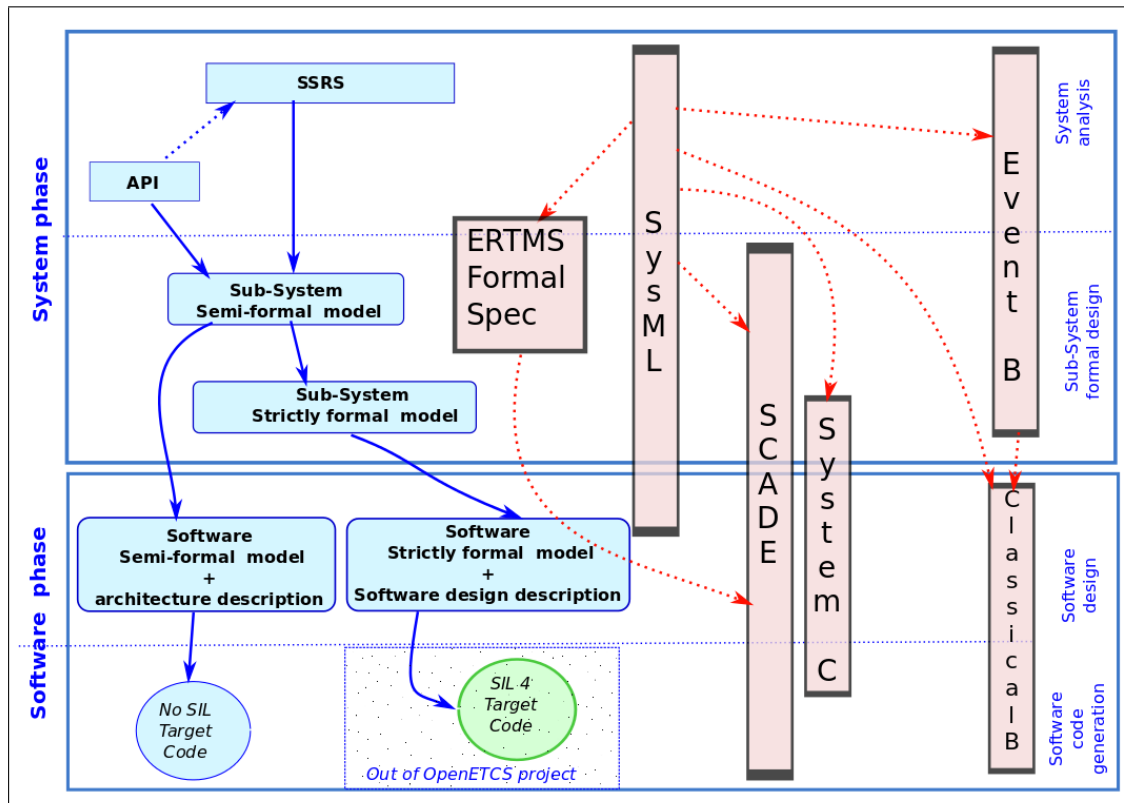 System phase
SSRS
API
Sub-System
Semi-formal model
Sub-System
Strictly formal model
ERTMS
Formal
Spec
SysML
SCADE
System C
Event B
ClassicalB
System
analysis
Sub-System
formal design
Software phase
Software
Semi-formal model
+
architecture description
Software
Strictly formal model
+
Software design description
No SIL
Target
Code
SIL 4
Target
Code
Out of OpenETCS project
Software
design
Software
code
generation